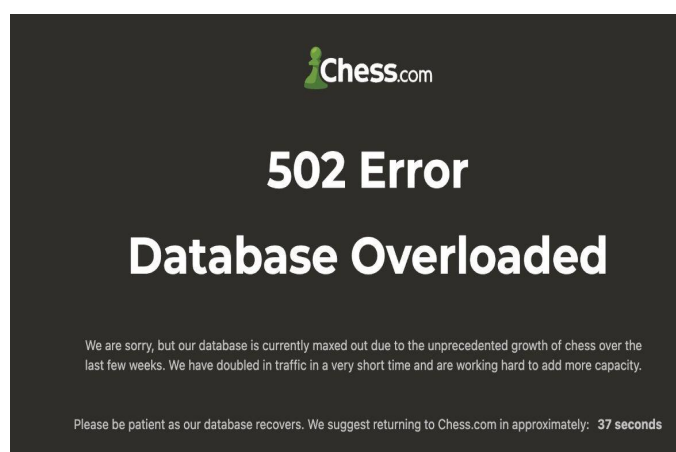 Chess.com
502 Error
Database Overloaded
We are sorry, but our database is currently maxed out due to the unprecedented growth of chess over the
last few weeks. We have doubled in traffic in a very short time and are working hard to add more capacity.
Please be patient as our database recovers. We suggest returning to Chess.com in approximately: 37 seconds